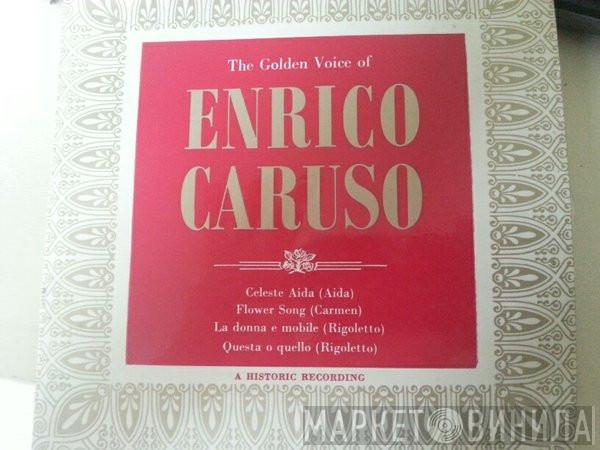 The Golden Voice of
ENRICO
CARUSO
Celeste Aida (Aida)
Flower Song (Carmen)
La donna e mobile (Rigoletto)
Questa o quello (Rigoletto)
A HISTORIC RECORDING
МАРКЕТ ВИНИЛА